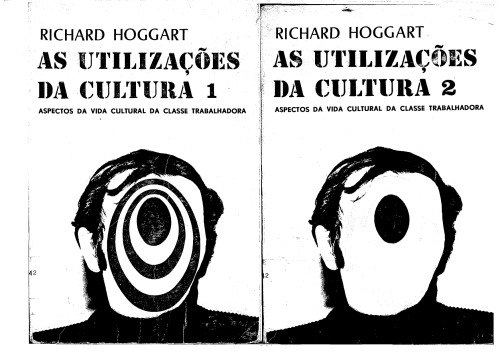 RICHARD HOGGART
AS UTILIZAÇÕES
DA CULTURA 1
ASPECTOS DA VIDA CULTURAL DA CLASSE TRABALHADORA
42
RICHARD HOGGART
AS UTILIZAÇÕES
DA CULTURA 2
ASPECTOS DA VIDA CULTURAL DA CLASSE TRABALHADORA